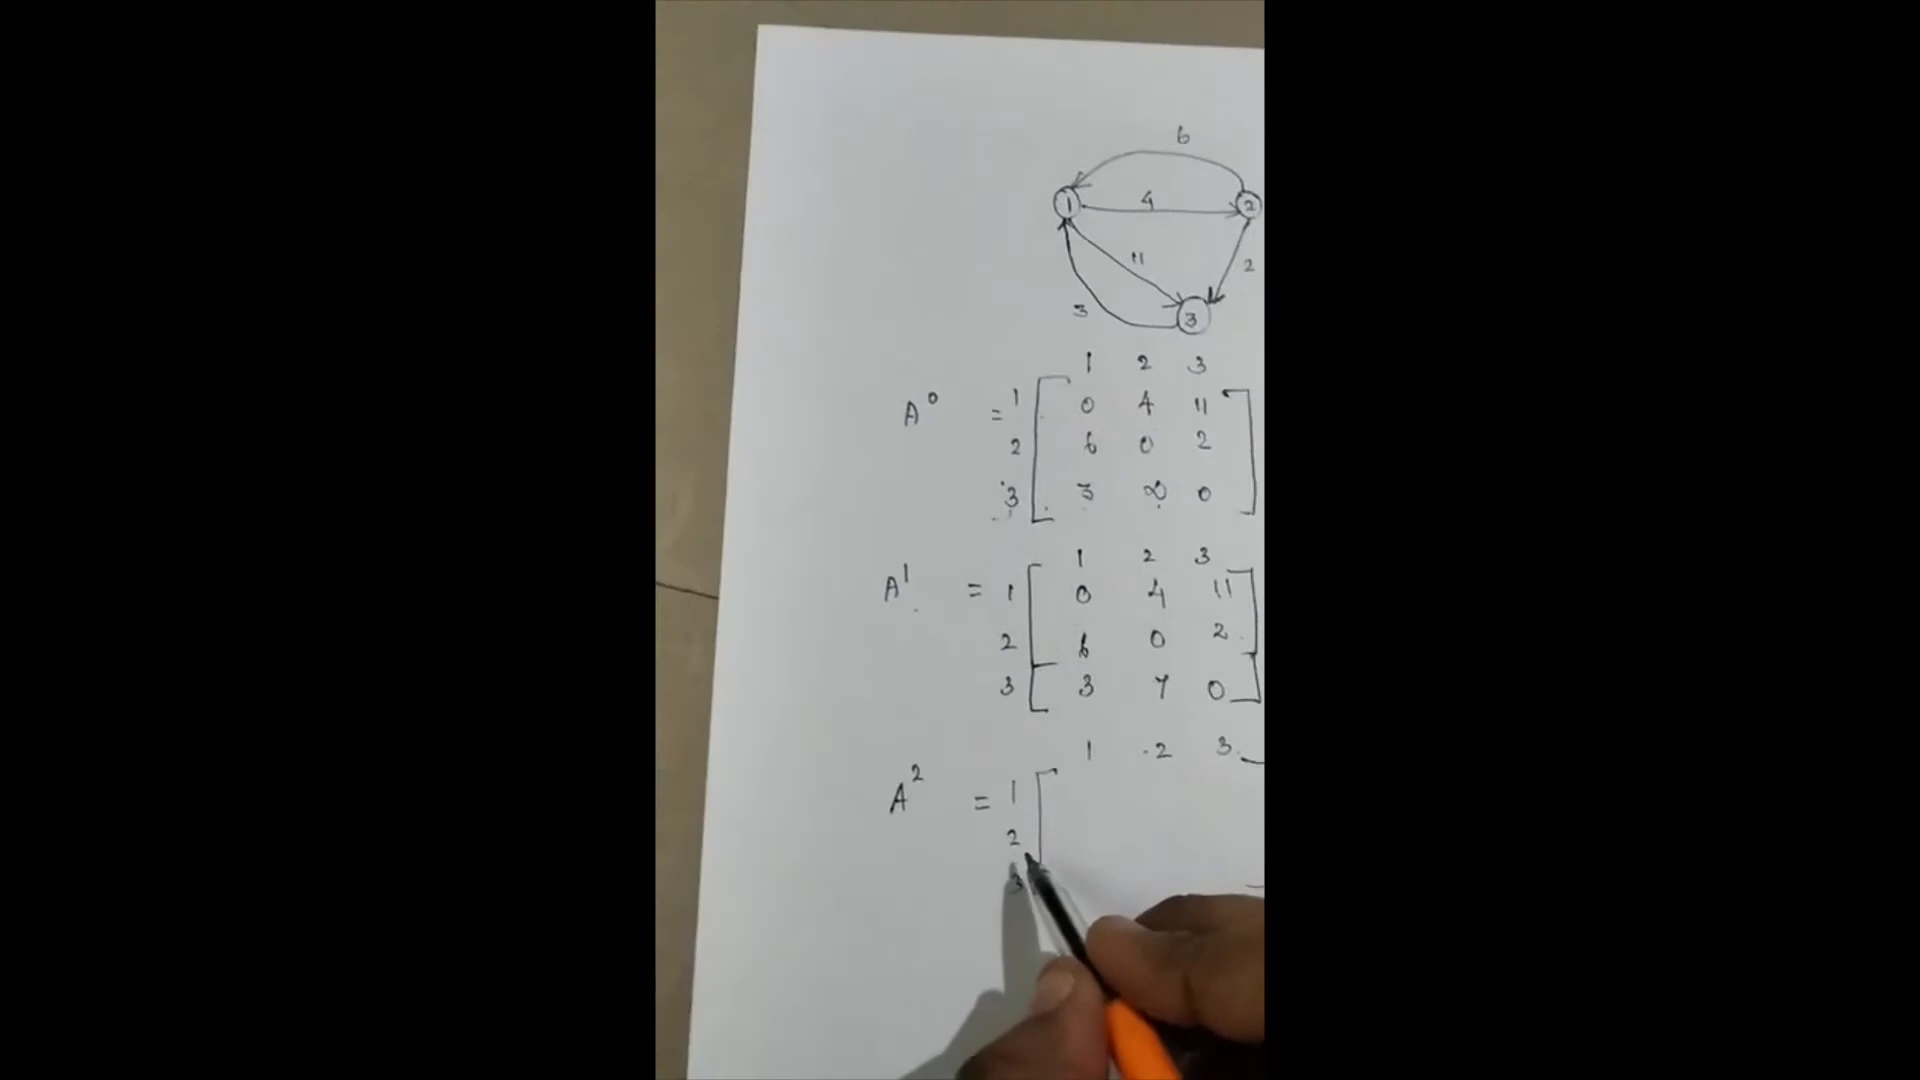 6
1 4 2
11 2
3 3
1 2 3
A⁰ = 1 0 4 11
2 6 0 2
3 3 ∞ 0
1 2 3
A¹ = 1 0 4 11
2 6 0 2
3 3 7 0
1 2 3
A² = 1
2
3